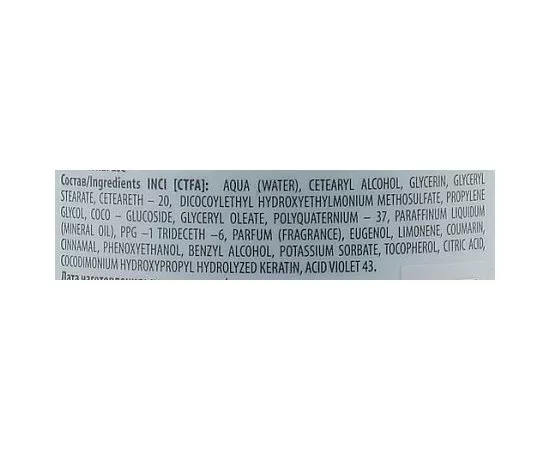 Состав/Ingredients INCI [CTFA]: AQUA (WATER), CETEARYL ALCOHOL, GLYCERIN, GLYCERYL
STEARATE, CETEARETH – 20, DICOCOYLETHYL HYDROXYETHYLMONIUM METHOSULFATE, PROPYLENE
GLYCOL, COCO – GLUCOSIDE, GLYCERYL OLEATE, POLYQUATERNIUM – 37, PARAFFINUM LIQUIDUM
(MINERAL OIL), PPG –1 TRIDECETH –6, PARFUM (FRAGRANCE), EUGENOL, LIMONENE, COUMARIN,
CINNAMAL, PHENOXYETHANOL, BENZYL ALCOHOL, POTASSIUM SORBATE, TOCOPHEROL, CITRIC ACID,
COCODIMONIUM HYDROXYPROPYL HYDROLYZED KERATIN, ACID VIOLET 43.
Дата